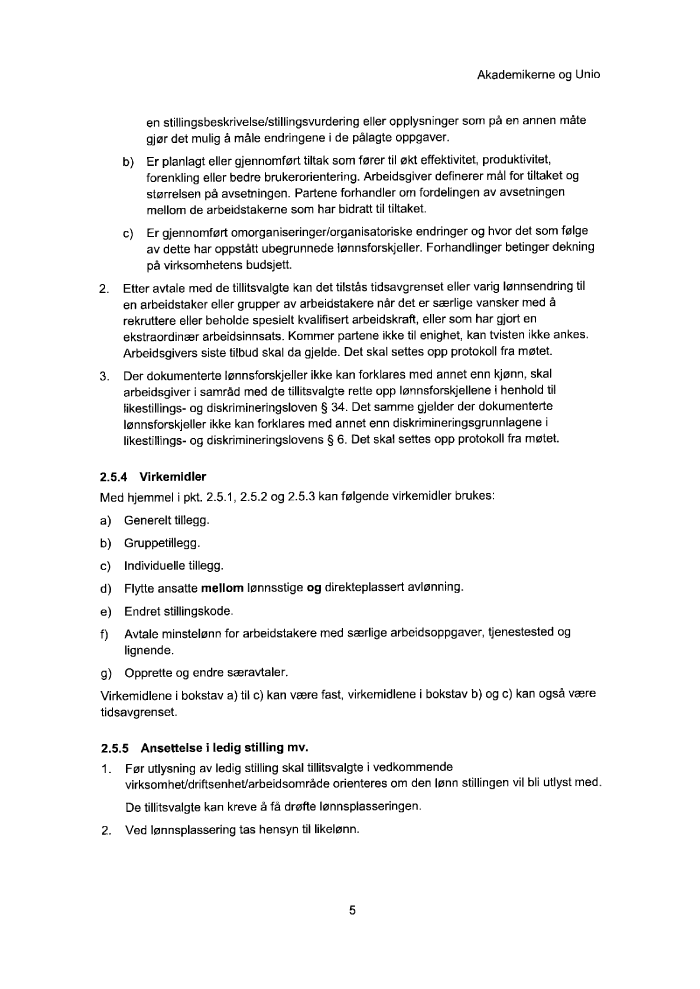 Akademikerne og Unio
en stillingsbeskrivelse/stillingsvurdering eller opplysninger som på en annen måte
gjør det mulig å måle endringene i de pålagte oppgaver.
b) Er planlagt eller gjennomført tiltak som fører til økt effektivitet, produktivitet,
forenkling eller bedre brukerorientering. Arbeidsgiver definerer mål for tiltaket og
størrelsen på avsetningen. Partene forhandler om fordelingen av avsetningen
mellom de arbeidstakerne som har bidratt til tiltaket.
c) Er gjennomført omorganiseringer/organisatoriske endringer og hvor det som følge
av dette har oppstått ubegrunnede lønnsforskjeller. Forhandlinger betinger dekning
på virksomhetens budsjett.
2. Etter avtale med de tillitsvalgte kan det tilstås tidsavgrenset eller varig lønnsendring til
en arbeidstaker eller grupper av arbeidstakere når det er særlige vansker med å
rekruttere eller beholde spesielt kvalifisert arbeidskraft, eller som har gjort en
ekstraordinær arbeidsinnsats. Kommer partene ikke til enighet, kan tvisten ikke ankes.
Arbeidsgivers siste tilbud skal da gjelde. Det skal settes opp protokoll fra møtet.
3. Der dokumenterte lønnsforskjeller ikke kan forklares med annet enn kjønn, skal
arbeidsgiver i samråd med de tillitsvalgte rette opp lønnsforskjellene i henhold til
likestillings- og diskrimineringsloven § 34. Det samme gjelder der dokumenterte
lønnsforskjeller ikke kan forklares med annet enn diskrimineringsgrunnlagene i
likestillings- og diskrimineringslovens § 6. Det skal settes opp protokoll fra møtet.
2.5.4 Virkemidler
Med hjemmel i pkt. 2.5.1, 2.5.2 og 2.5.3 kan følgende virkemidler brukes:
a) Generelt tillegg.
b) Gruppetillegg.
c) Individuelle tillegg.
d) Flytte ansatte mellom lønnsstige og direkteplassert avlønning.
e) Endret stillingskode.
f) Avtale minstelønn for arbeidstakere med særlige arbeidsoppgaver, tjenestested og
lignende.
g) Opprette og endre særavtaler.
Virkemidlene i bokstav a) til c) kan være fast, virkemidlene i bokstav b) og c) kan også være
tidsavgrenset.
2.5.5 Ansettelse i ledig stilling mv.
1. Før utlysning av ledig stilling skal tillitsvalgte i vedkommende
virksomhet/driftsenhet/arbeidsområde orienteres om den lønn stillingen vil bli utlyst med.
De tillitsvalgte kan kreve å få drøfte lønnsplasseringen.
2. Ved lønnsplassering tas hensyn til likelønn.
5